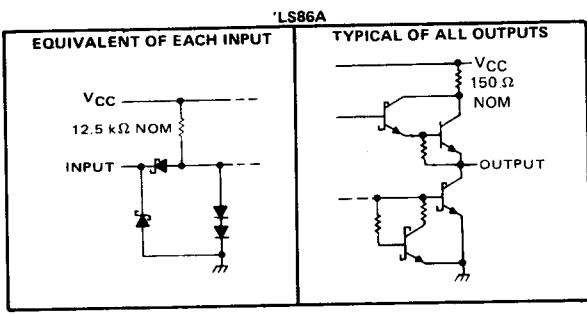 'LS86A
EQUIVALENT OF EACH INPUT
VCC
12.5 kΩ NOM
INPUT
TYPICAL OF ALL OUTPUTS
VCC
150 Ω
NOM
OUTPUT